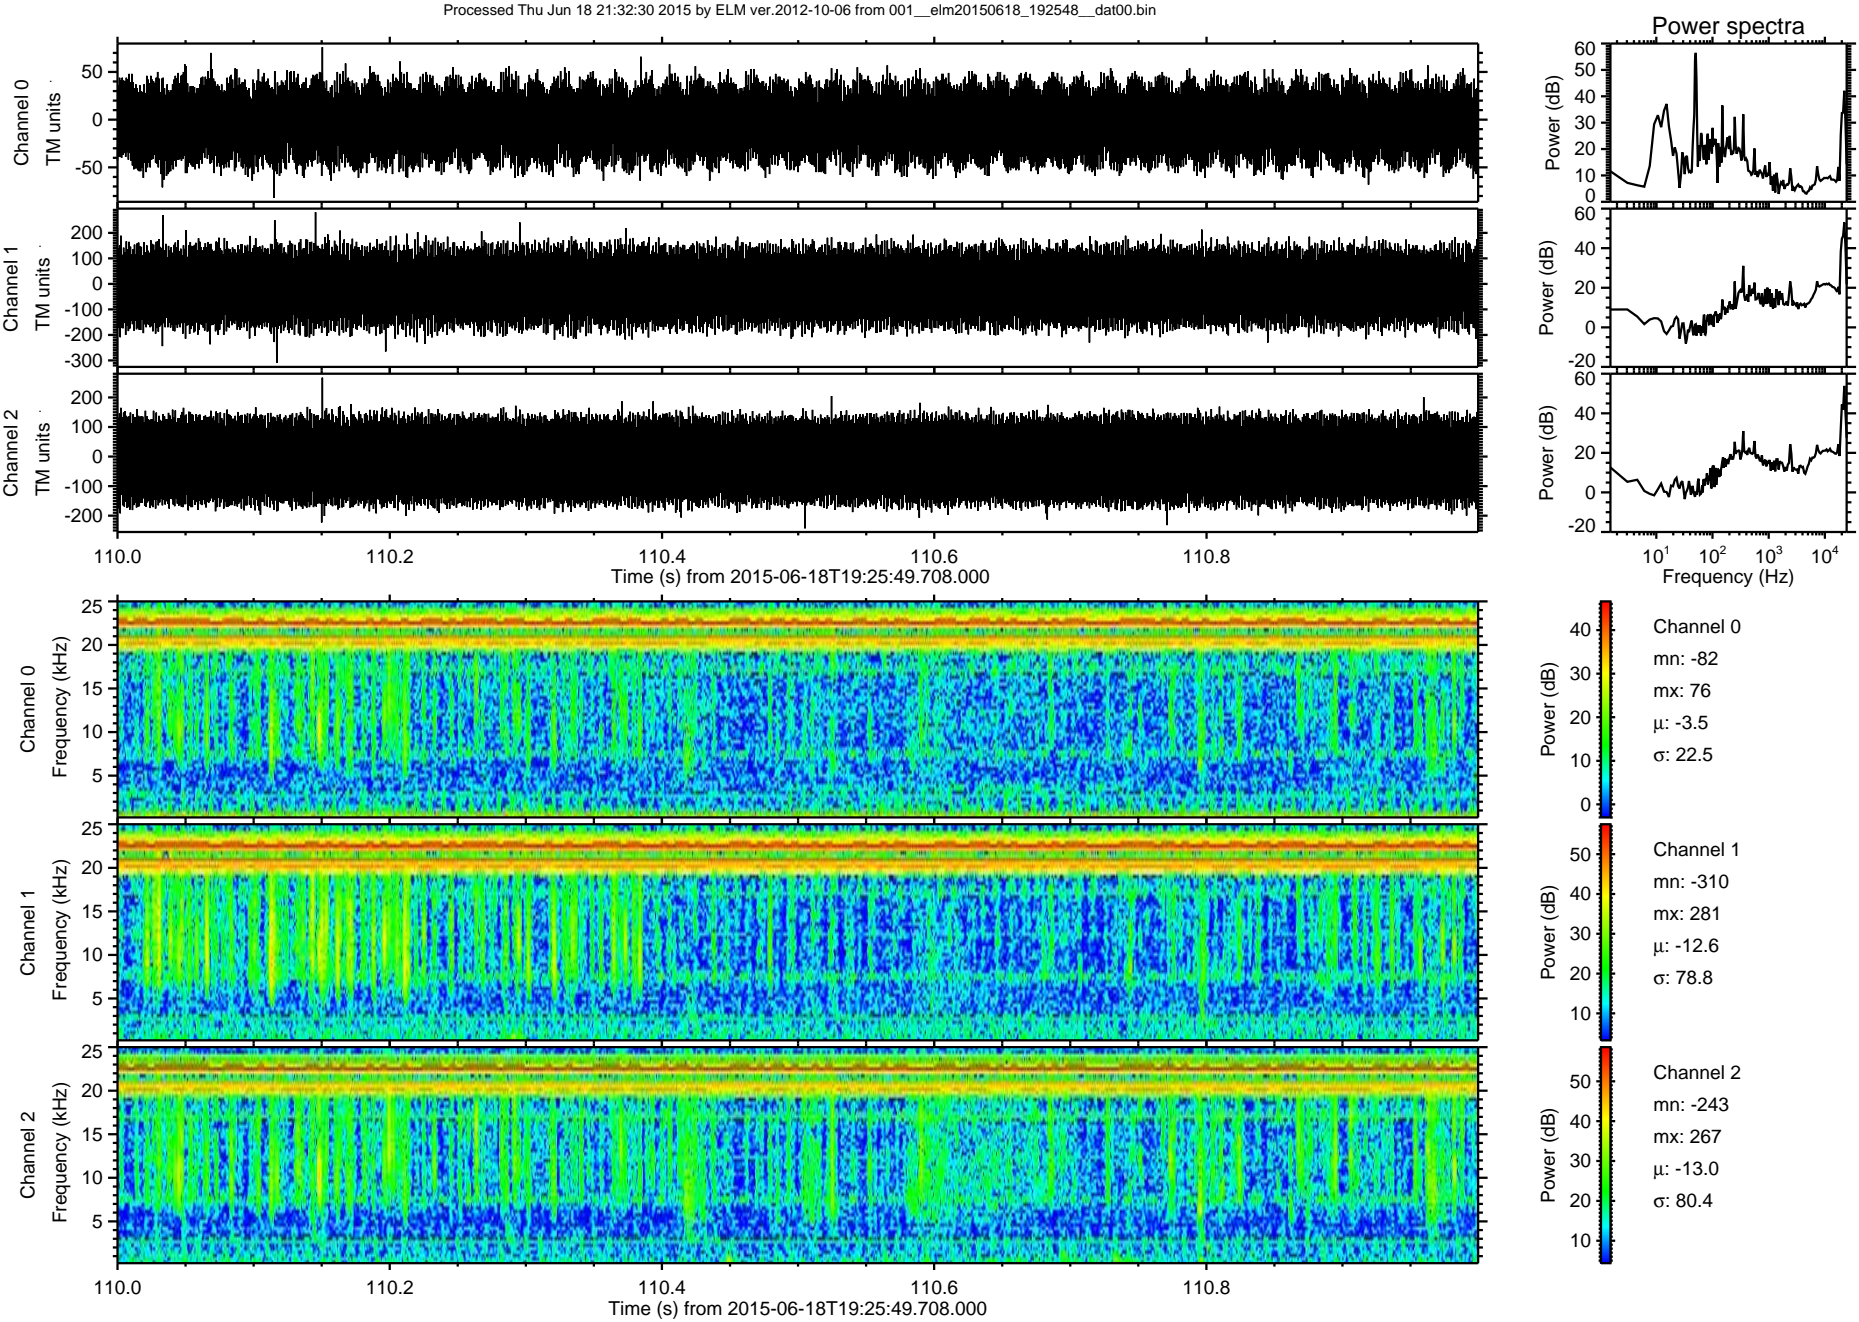 Processed Thu Jun 18 21:32:30 2015 by ELM ver.2012-10-06 from 001__elm20150618_192548__dat00.bin
Power spectra
Channel 0
TM units
50
0
-50
Power (dB)
60
50
40
30
20
10
0
Channel 1
TM units
200
100
0
-100
-200
-300
Power (dB)
60
40
20
0
-20
Channel 2
TM units
200
100
0
-100
-200
Power (dB)
60
40
20
0
-20
110.0 110.2 110.4 110.6 110.8
Time (s) from 2015-06-18T19:25:49.708.000
10^1 10^2 10^3 10^4
Frequency (Hz)
Channel 0
Frequency (kHz)
25
20
15
10
5
Power (dB)
40
30
20
10
0
Channel 0
mn: -82
mx: 76
μ: -3.5
σ: 22.5
Channel 1
Frequency (kHz)
25
20
15
10
5
Power (dB)
50
40
30
20
10
Channel 1
mn: -310
mx: 281
μ: -12.6
σ: 78.8
Channel 2
Frequency (kHz)
25
20
15
10
5
Power (dB)
50
40
30
20
10
Channel 2
mn: -243
mx: 267
μ: -13.0
σ: 80.4
110.0 110.2 110.4 110.6 110.8
Time (s) from 2015-06-18T19:25:49.708.000